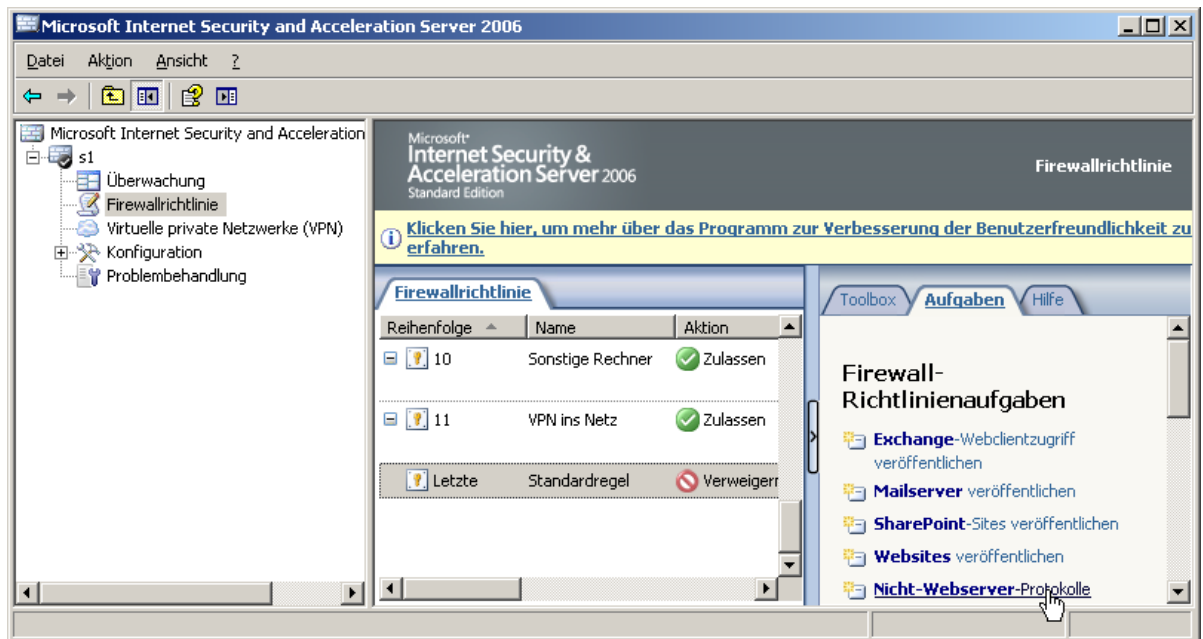 Microsoft Internet Security and Acceleration Server 2006
Datei Aktion Ansicht ?
Microsoft Internet Security and Acceleration
s1
Überwachung
Firewallrichtlinie
Virtuelle private Netzwerke (VPN)
Konfiguration
Problembehandlung
Microsoft
Internet Security &
Acceleration Server 2006
Standard Edition
Firewallrichtlinie
Klicken Sie hier, um mehr über das Programm zur Verbesserung der Benutzerfreundlichkeit zu
erfahren.
Firewallrichtlinie
Reihenfolge Name Aktion
10 Sonstige Rechner Zulassen
11 VPN ins Netz Zulassen
Letzte Standardregel Verweigern
Toolbox Aufgaben Hilfe
Firewall-
Richtlinienaufgaben
Exchange-Webclientzugriff
veröffentlichen
Mailserver veröffentlichen
SharePoint-Sites veröffentlichen
Websites veröffentlichen
Nicht-Webserver-Protokolle